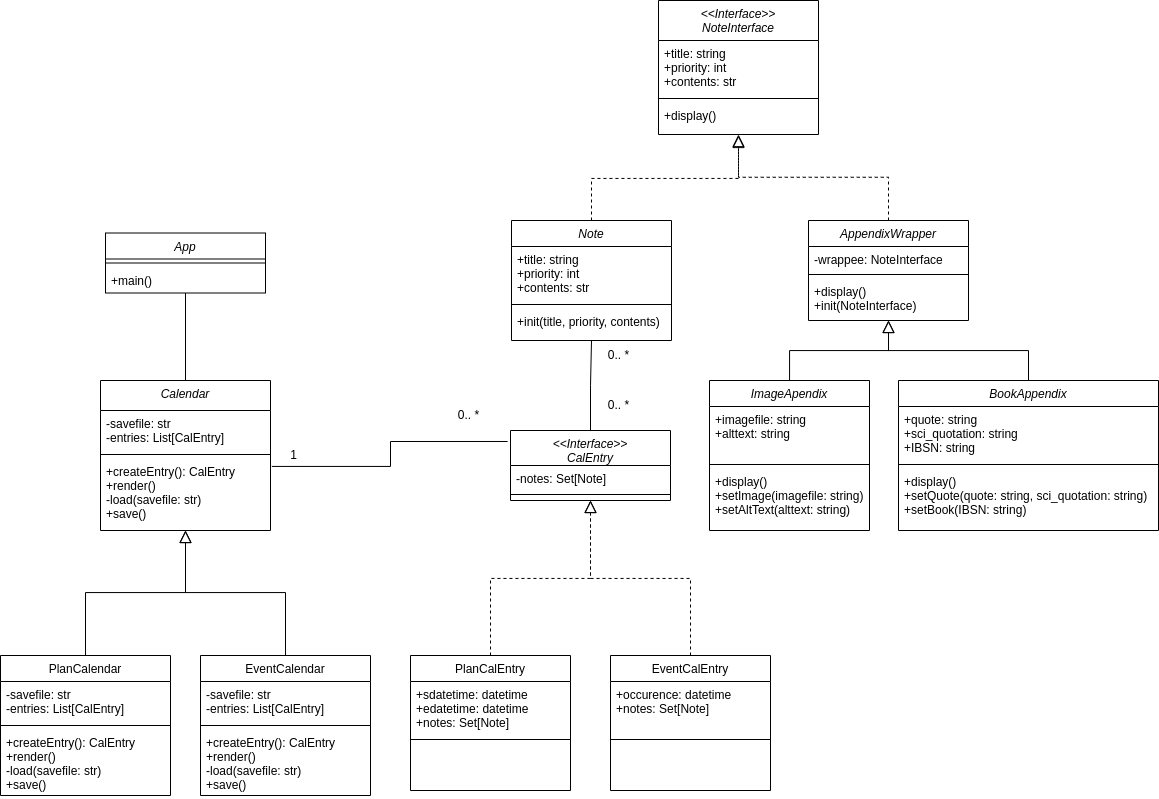 <<Interface>>
NoteInterface
+title: string
+priority: int
+contents: str
+display()
App
+main()
Note
+title: string
+priority: int
+contents: str
+init(title, priority, contents)
AppendixWrapper
-wrappee: NoteInterface
+display()
+init(NoteInterface)
0.. *
0.. *
0.. *
1
Calendar
-savefile: str
-entries: List[CalEntry]
+createEntry(): CalEntry
+render()
-load(savefile: str)
+save()
<<Interface>>
CalEntry
-notes: Set[Note]
ImageApendix
+imagefile: string
+alttext: string
+display()
+setImage(imagefile: string)
+setAltText(alttext: string)
BookAppendix
+quote: string
+sci_quotation: string
+IBSN: string
+display()
+setQuote(quote: string, sci_quotation: string)
+setBook(IBSN: string)
PlanCalendar
-savefile: str
-entries: List[CalEntry]
+createEntry(): CalEntry
+render()
-load(savefile: str)
+save()
EventCalendar
-savefile: str
-entries: List[CalEntry]
+createEntry(): CalEntry
+render()
-load(savefile: str)
+save()
PlanCalEntry
+sdatetime: datetime
+edatetime: datetime
+notes: Set[Note]
EventCalEntry
+occurence: datetime
+notes: Set[Note]